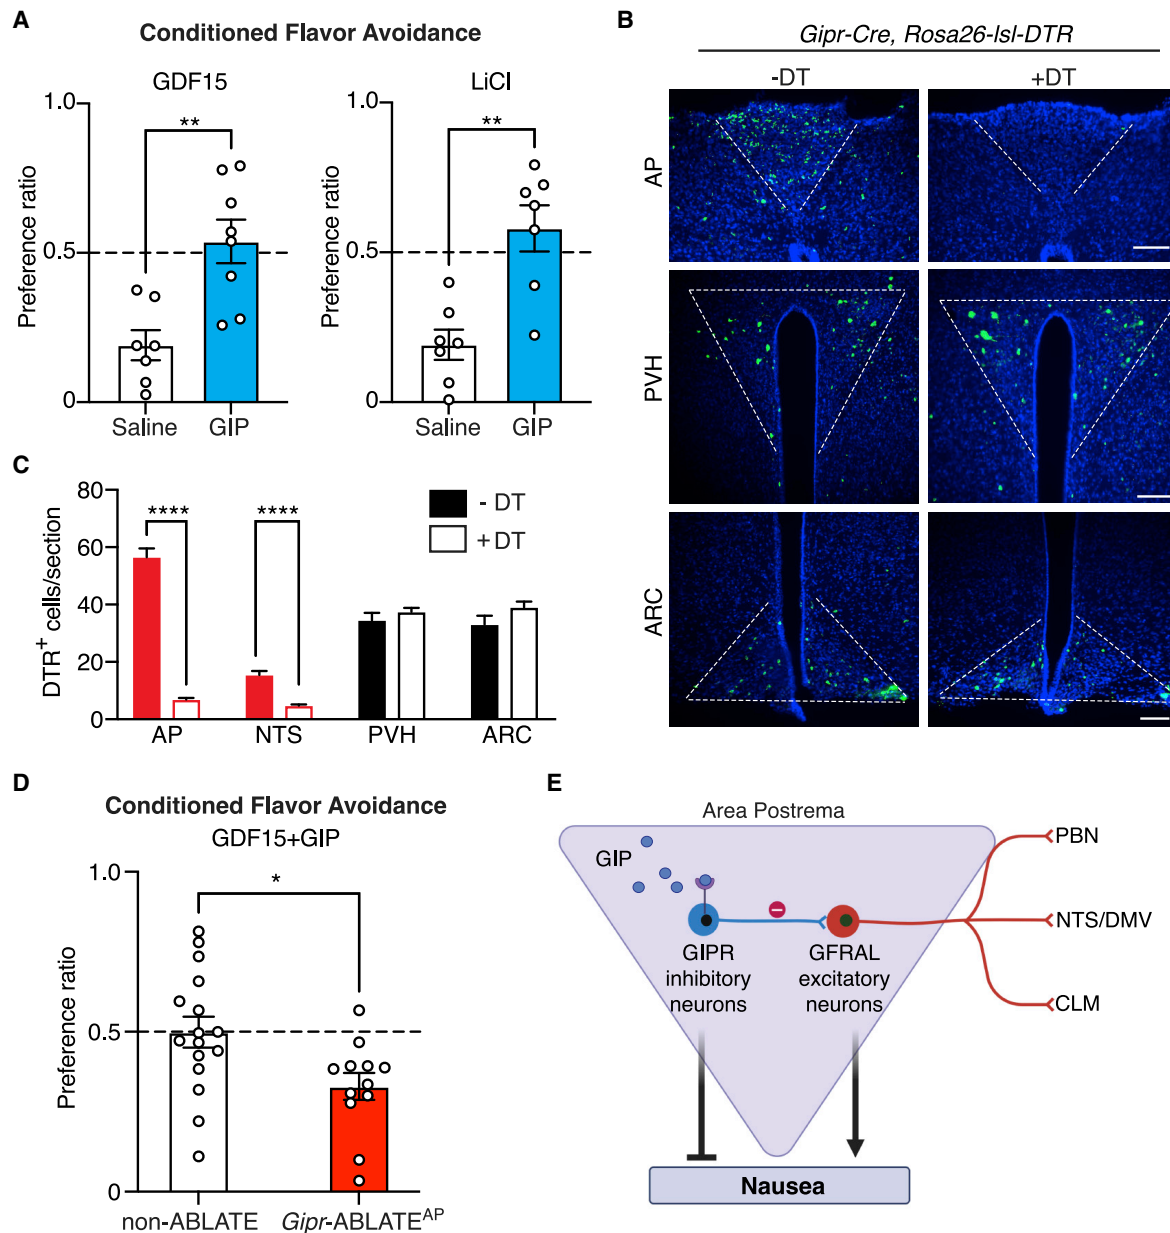 A
Conditioned Flavor Avoidance
GDF15
LiCl
1.0
0.5
0
Preference ratio
**
Saline
GIP
1.0
0.5
0
Preference ratio
**
Saline
GIP
B
Gipr-Cre, Rosa26-lsl-DTR
-DT
+DT
AP
PVH
ARC
C
80
60
40
20
0
DTR+ cells/section
****
****
- DT
+ DT
AP
NTS
PVH
ARC
D
Conditioned Flavor Avoidance
GDF15+GIP
1.0
0.5
0
Preference ratio
*
non-ABLATE
Gipr-ABLATEAP
E
Area Postrema
GIP
GIPR
inhibitory
neurons
GFRAL
excitatory
neurons
PBN
NTS/DMV
CLM
Nausea